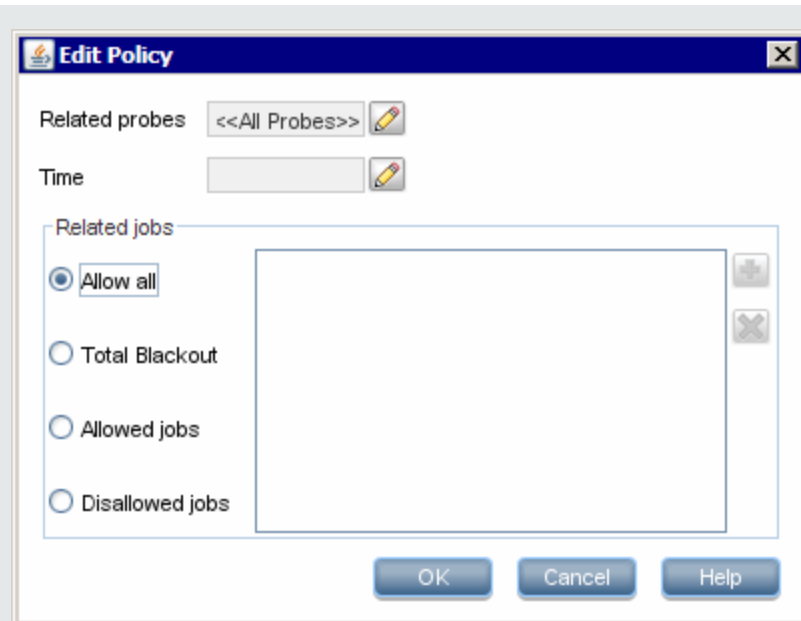 Edit Policy
Related probes <<All Probes>>
Time
Related jobs
Allow all
Total Blackout
Allowed jobs
Disallowed jobs
OK Cancel Help